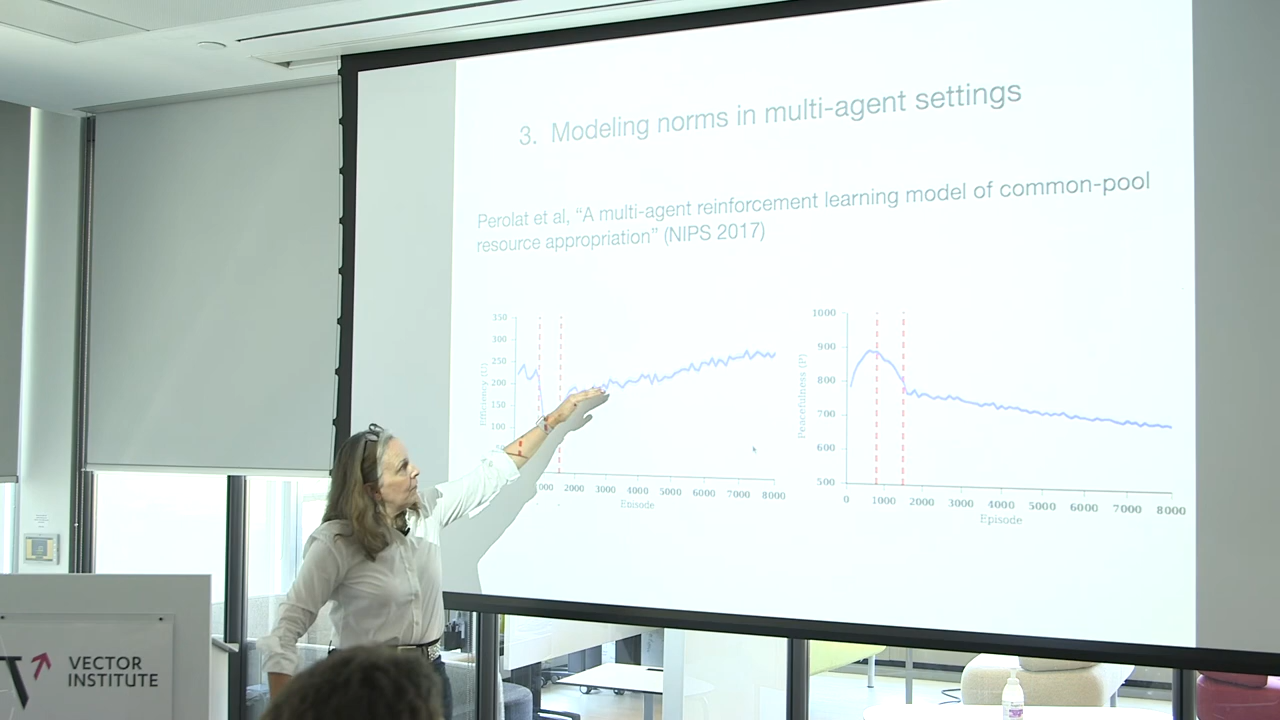 3. Modeling norms in multi-agent settings
Perolat et al, “A multi-agent reinforcement learning model of common-pool
resource appropriation” (NIPS 2017)
350
300
250
200
150
100
Efficiency (U)
2000 3000 4000 5000 6000 7000 8000
Episode
1000
900
800
700
600
500
Peacefulness (P)
0 1000 2000 3000 4000 5000 6000 7000 8000
Episode
VECTOR
INSTITUTE